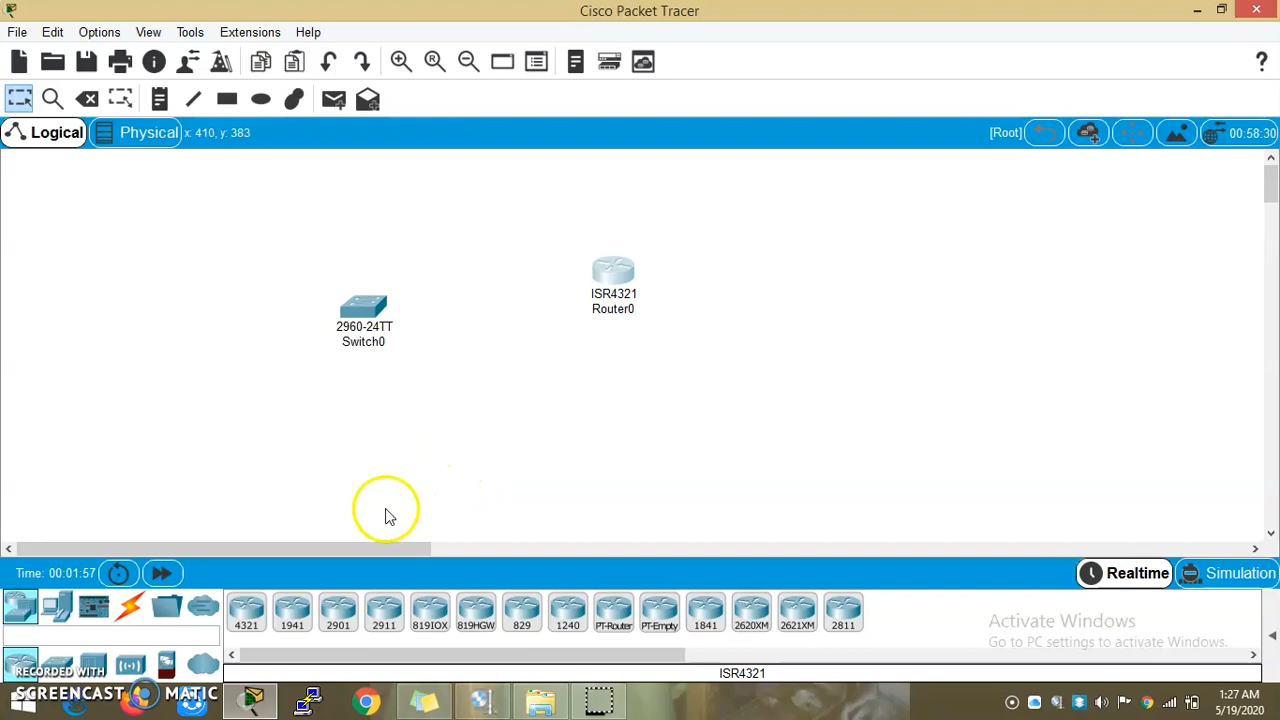 Cisco Packet Tracer
File Edit Options View Tools Extensions Help
?
Logical Physical x: 410, y: 383 [Root] 00:58:30
ISR4321
Router0
2960-24TT
Switch0
Time: 00:01:57 Realtime Simulation
4321 1941 2901 2911 819IOX 819HGW 829 1240 PT-Router PT-Empty 1841 2620XM 2621XM 2811
Activate Windows
Go to PC settings to activate Windows.
RECORDED WITH
SCREENCAST MATIC
ISR4321
1:27 AM
5/19/2020